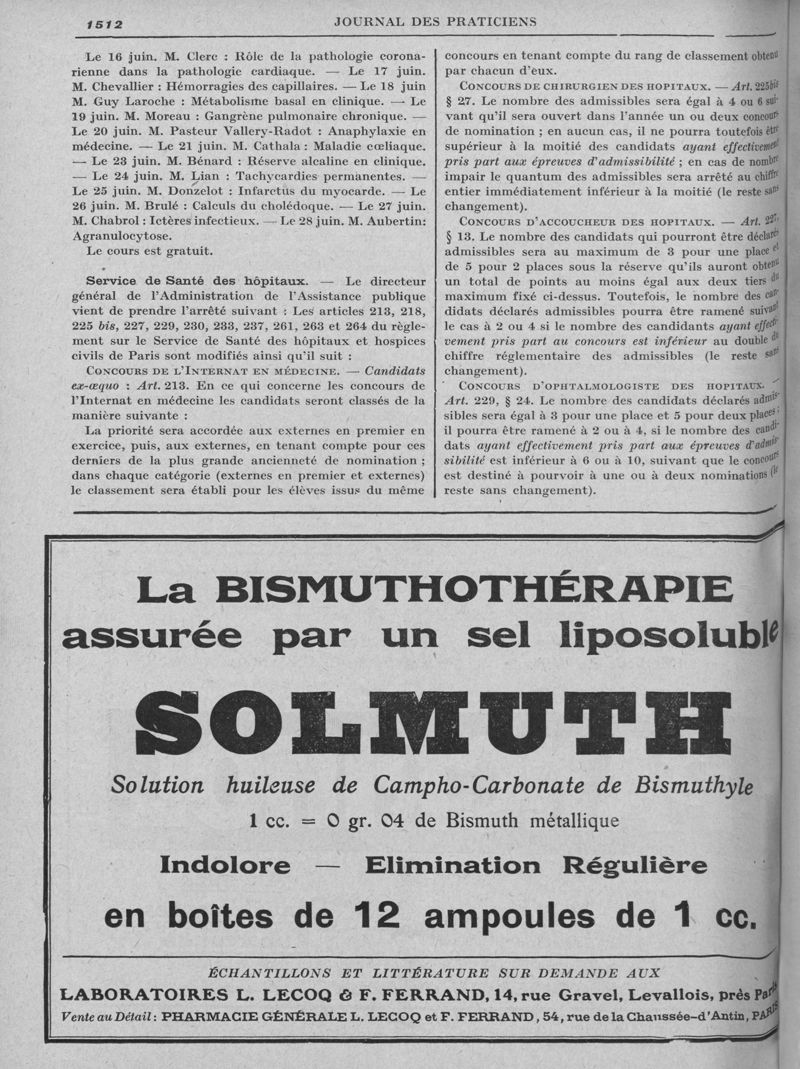 1512
JOURNAL DES PRATICIENS
Le 16 juin. M. Clerc : Rôle de la pathologie corona-
rienne dans la pathologie cardiaque. — Le 17 juin.
M. Chevallier : Hémorragies des capillaires. — Le 18 juin
M. Guy Laroche : Métabolisme basal en clinique. — Le
19 juin. M. Moreau : Gangrène pulmonaire chronique. —
Le 20 juin. M. Pasteur Vallery-Radot : Anaphylaxie en
médecine. — Le 21 juin. M. Cathala : Maladie cœliaque.
— Le 23 juin. M. Bénard : Réserve alcaline en clinique.
— Le 24 juin. M. Lian : Tachycardies permanentes. —
Le 25 juin. M. Donzelot : Infarctus du myocarde. — Le
26 juin. M. Brulé : Calculs du cholédoque. — Le 27 juin.
M. Chabrol : Ictères infectieux. — Le 28 juin. M. Aubertin:
Agranulocytose.
Le cours est gratuit.
Service de Santé des hôpitaux. — Le directeur
général de l'Administration de l'Assistance publique
vient de prendre l'arrêté suivant : Les articles 213, 218,
225 bis, 227, 229, 230, 233, 237, 261, 263 et 264 du règle-
ment sur le Service de Santé des hôpitaux et hospices
civils de Paris sont modifiés ainsi qu'il suit :
CONCOURS DE L'INTERNAT EN MÉDECINE. — Candidats
ex-æquo : Art. 213. En ce qui concerne les concours de
l'Internat en médecine les candidats seront classés de la
manière suivante :
La priorité sera accordée aux externes en premier en
exercice, puis, aux externes, en tenant compte pour ces
derniers de la plus grande ancienneté de nomination ;
dans chaque catégorie (externes en premier et externes)
le classement sera établi pour les élèves issus du même
concours en tenant compte du rang de classement obtenu
par chacun d'eux.
CONCOURS DE CHIRURGIEN DES HOPITAUX. — Art. 225 bis
§ 27. Le nombre des admissibles sera égal à 4 ou 6 sui-
vant qu'il sera ouvert dans l'année un ou deux concours
de nomination ; en aucun cas, il ne pourra toutefois être
supérieur à la moitié des candidats ayant effectivement
pris part aux épreuves d'admissibilité ; en cas de nombre
impair le quantum des admissibles sera arrêté au chiffre
entier immédiatement inférieur à la moitié (le reste sans
changement).
CONCOURS D'ACCOUCHEUR DES HOPITAUX. — Art. 227,
§ 13. Le nombre des candidats qui pourront être déclarés
admissibles sera au maximum de 3 pour une place et
de 5 pour 2 places sous la réserve qu'ils auront obtenu
un total de points au moins égal aux deux tiers du
maximum fixé ci-dessus. Toutefois, le nombre des can-
didats déclarés admissibles pourra être ramené suivant
le cas à 2 ou 4 si le nombre des candidants ayant effecti-
vement pris part au concours est inférieur au double du
chiffre réglementaire des admissibles (le reste sans
changement).
CONCOURS D'OPHTALMOLOGISTE DES HOPITAUX. —
Art. 229, § 24. Le nombre des candidats déclarés admis-
sibles sera égal à 3 pour une place et 5 pour deux places ;
il pourra être ramené à 2 ou à 4, si le nombre des candi-
dats ayant effectivement pris part aux épreuves d'admis-
sibilité est inférieur à 6 ou à 10, suivant que le concours
est destiné à pourvoir à une ou à deux nominations (le
reste sans changement).
La BISMUTHOTHÉRAPIE
assurée par un sel liposoluble
SOLMUTH
Solution huileuse de Campho-Carbonate de Bismuthyle
1 cc. = 0 gr. 04 de Bismuth métallique
Indolore — Elimination Régulière
en boîtes de 12 ampoules de 1 cc.
ÉCHANTILLONS ET LITTÉRATURE SUR DEMANDE AUX
LABORATOIRES L. LECOQ & F. FERRAND, 14, rue Gravel, Levallois, près Paris
Vente au Détail : PHARMACIE GÉNÉRALE L. LECOQ et F. FERRAND, 54, rue de la Chaussée-d'Antin, PARIS